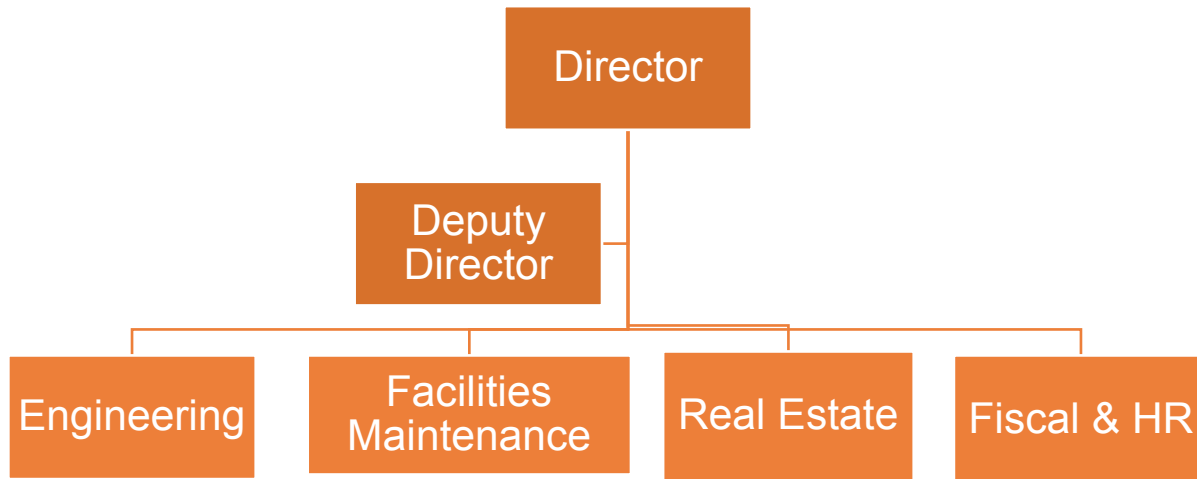 Director
Deputy
Director
Engineering
Facilities
Maintenance
Real Estate
Fiscal & HR